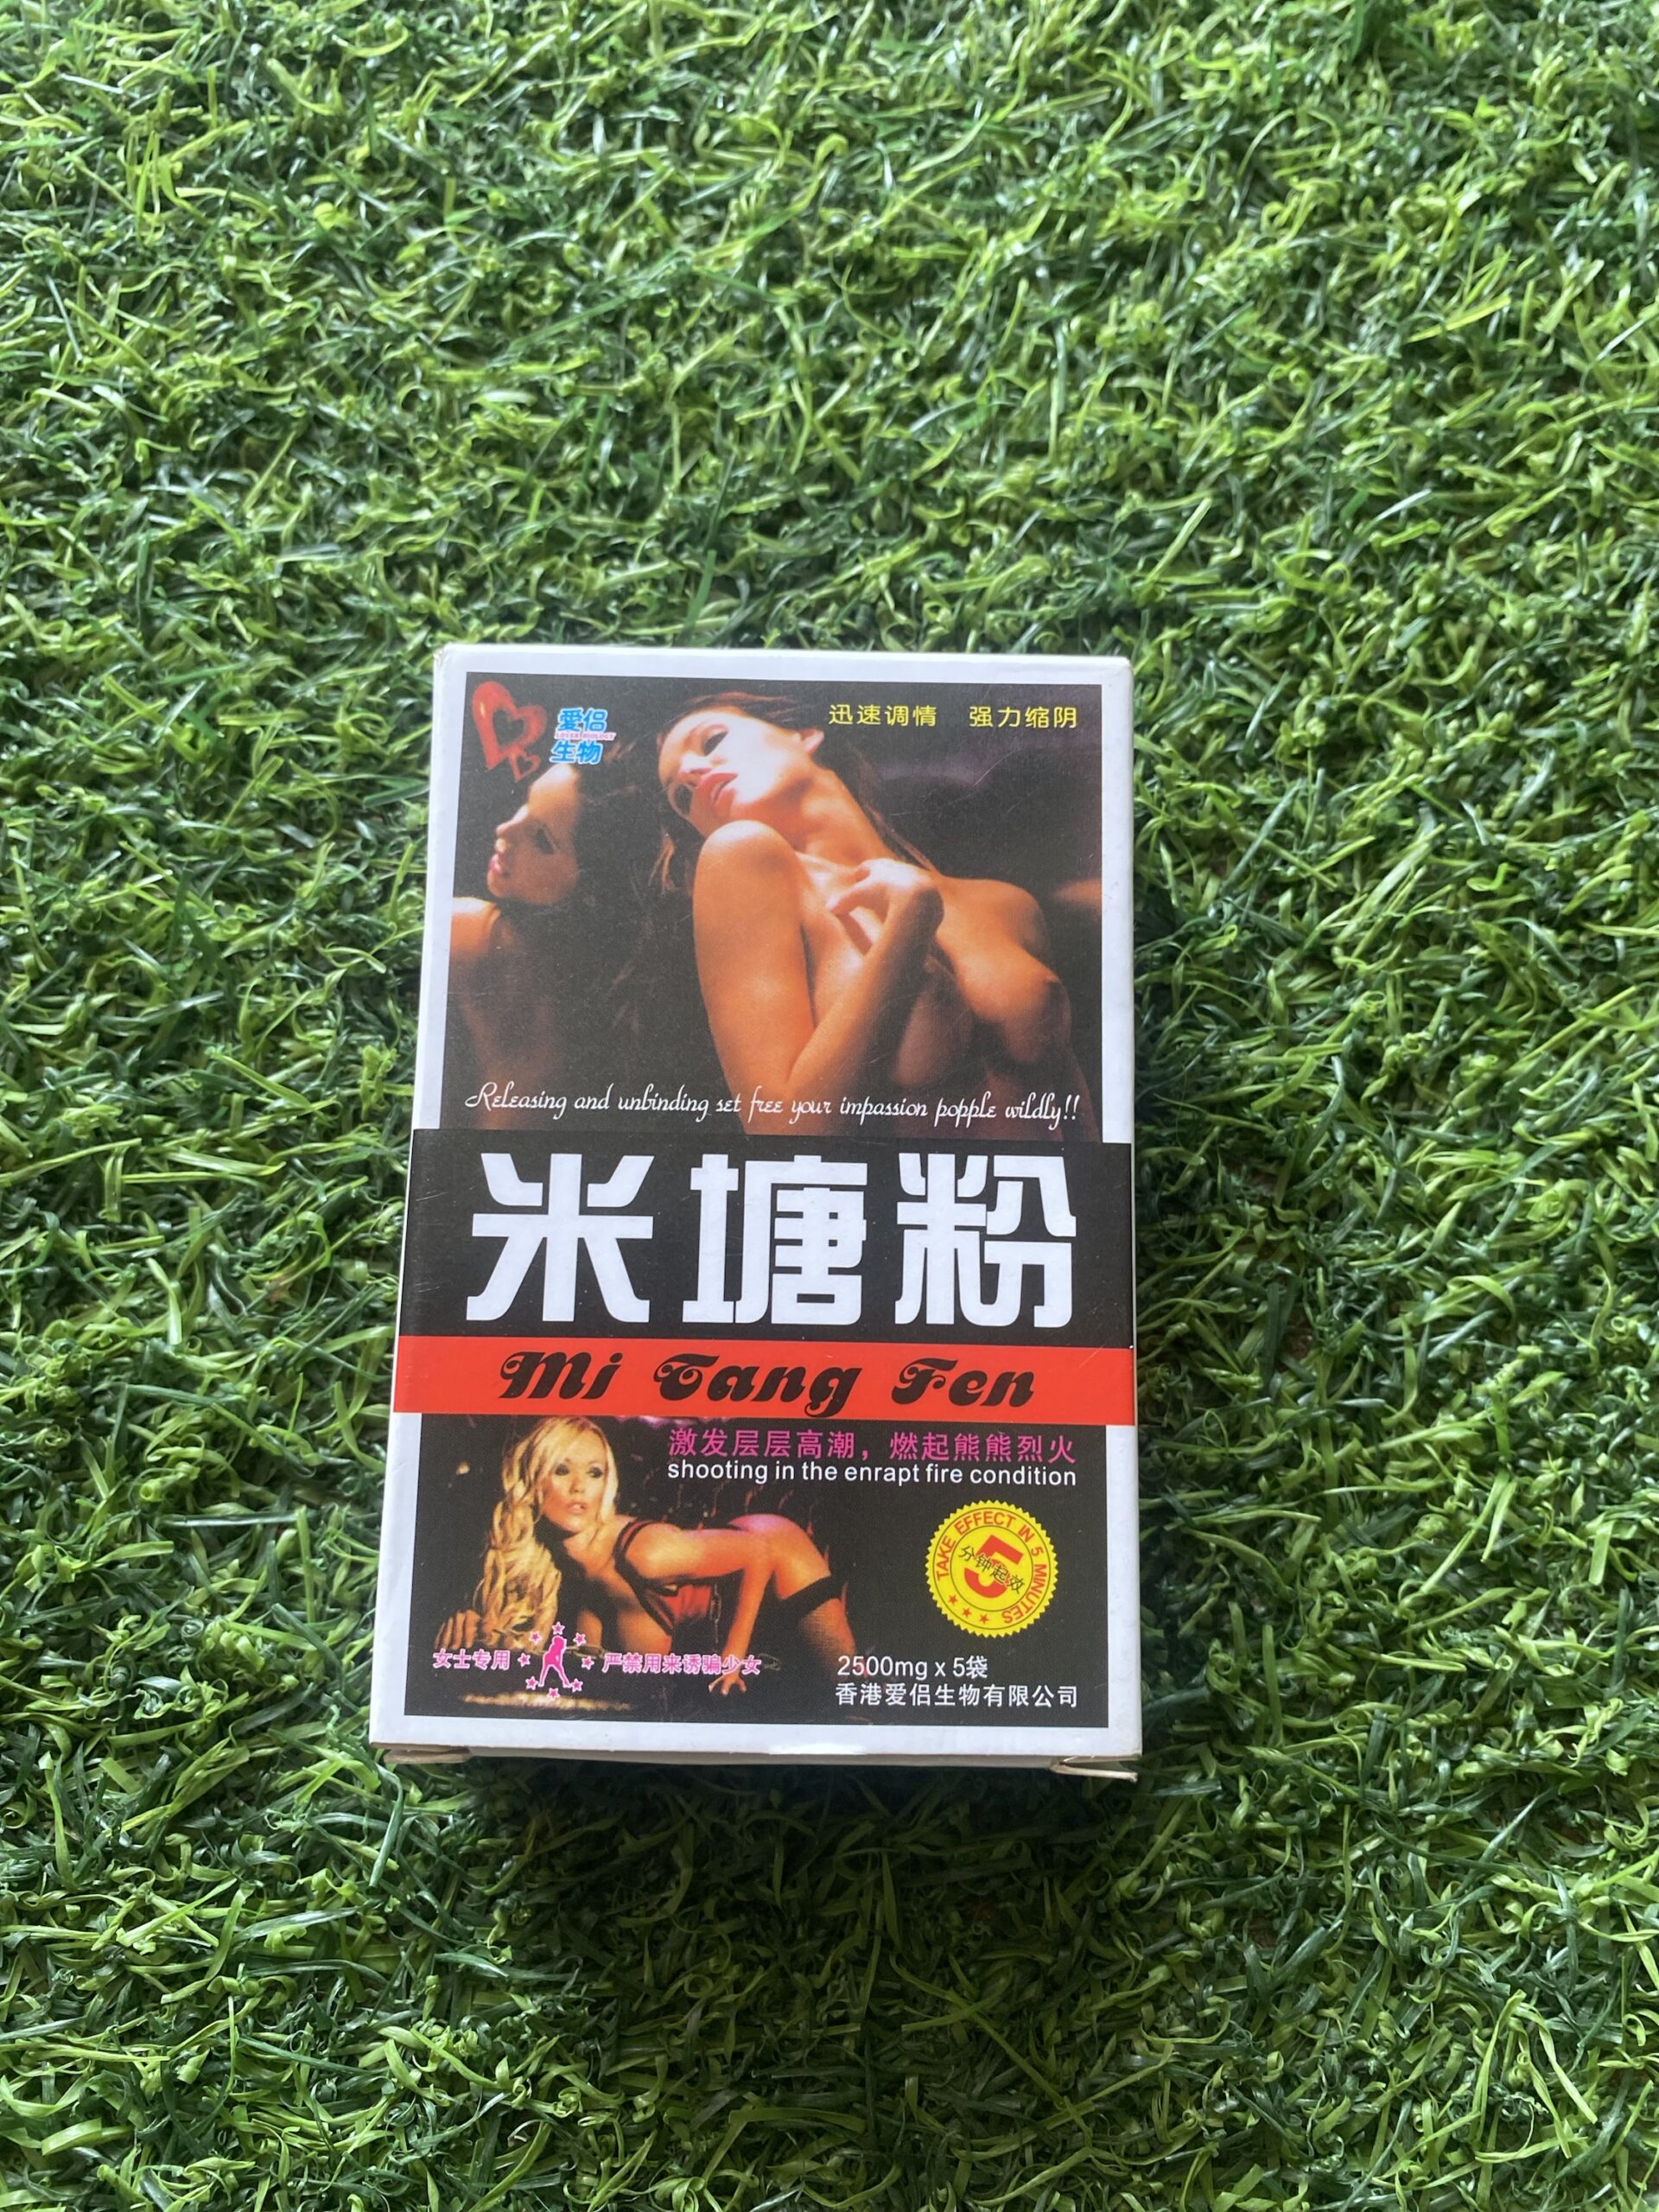 愛侣
LOVER BIOLOGY
生物
迅速调情 强力缩阴
Releasing and unbinding set free your impassion popple wildly!!
米塘粉
Mi Tang Fen
激发层层高潮，燃起熊熊烈火
shooting in the enrapt fire condition
TAKE EFFECT IN 5 MINUTES
5
分钟起效
女士专用 严禁用来诱骗少女
2500mg x 5袋
香港爱侣生物有限公司